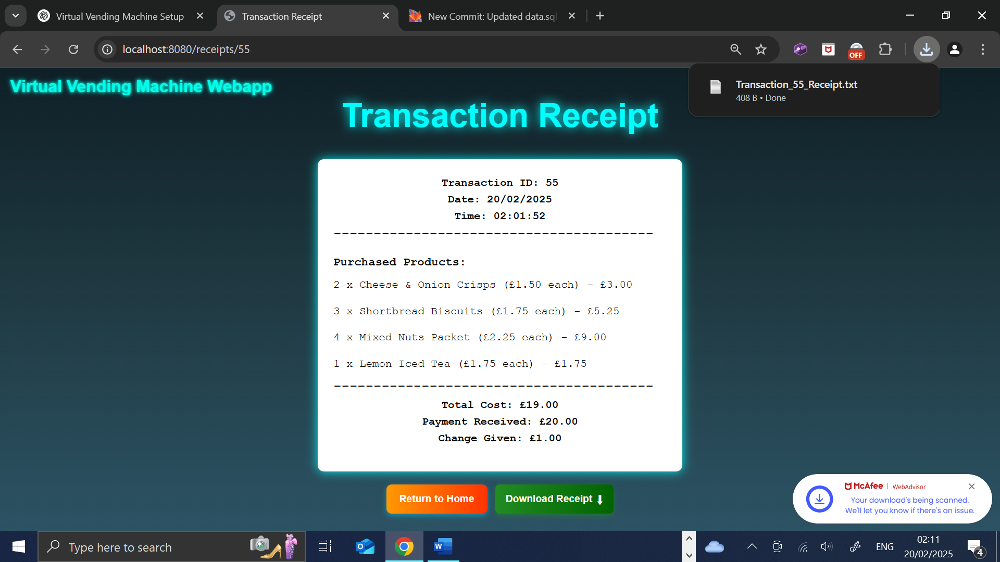 Virtual Vending Machine Setup
Transaction Receipt
New Commit: Updated data.sql
localhost:8080/receipts/55
OFF
Transaction_55_Receipt.txt
408 B • Done
Virtual Vending Machine Webapp
Transaction Receipt
Transaction ID: 55
Date: 20/02/2025
Time: 02:01:52
-----------------------------------------
Purchased Products:
2 x Cheese & Onion Crisps (£1.50 each) - £3.00
3 x Shortbread Biscuits (£1.75 each) - £5.25
4 x Mixed Nuts Packet (£2.25 each) - £9.00
1 x Lemon Iced Tea (£1.75 each) - £1.75
-----------------------------------------
Total Cost: £19.00
Payment Received: £20.00
Change Given: £1.00
Return to Home
Download Receipt ⬇
McAfee | WebAdvisor
Your download's being scanned.
We'll let you know if there's an issue.
Type here to search
ENG
02:11
20/02/2025
4